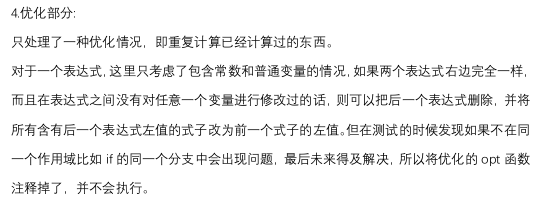 4.优化部分:
只处理了一种优化情况，即重复计算已经计算过的东西。
对于一个表达式,这里只考虑了包含常数和普通变量的情况,如果两个表达式右边完全一样,
而且在表达式之间没有对任意一个变量进行修改过的话，则可以把后一个表达式删除，并将
所有含有后一个表达式左值的式子改为前一个式子的左值。但在测试的时候发现如果不在同
一个作用域比如 if 的同一个分支中会出现问题，最后未来得及解决，所以将优化的 opt 函数
注释掉了，并不会执行。